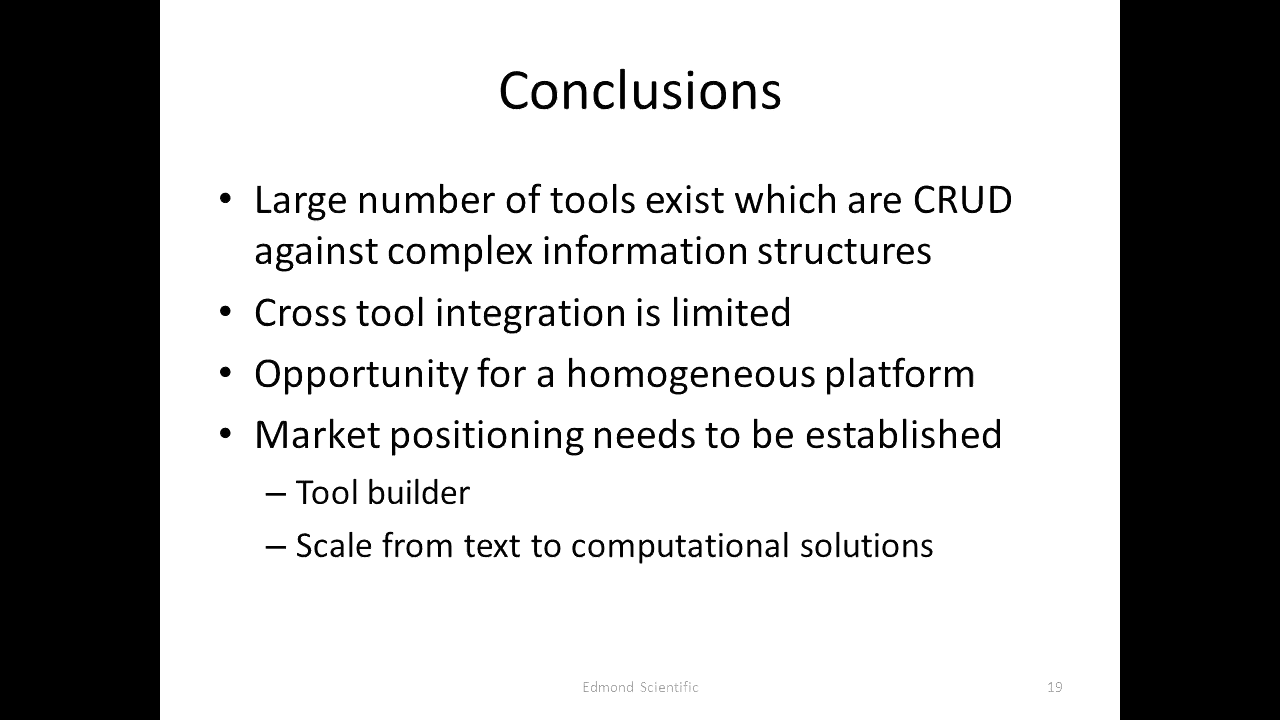 Conclusions
• Large number of tools exist which are CRUD
against complex information structures
• Cross tool integration is limited
• Opportunity for a homogeneous platform
• Market positioning needs to be established
– Tool builder
– Scale from text to computational solutions
Edmond Scientific
19